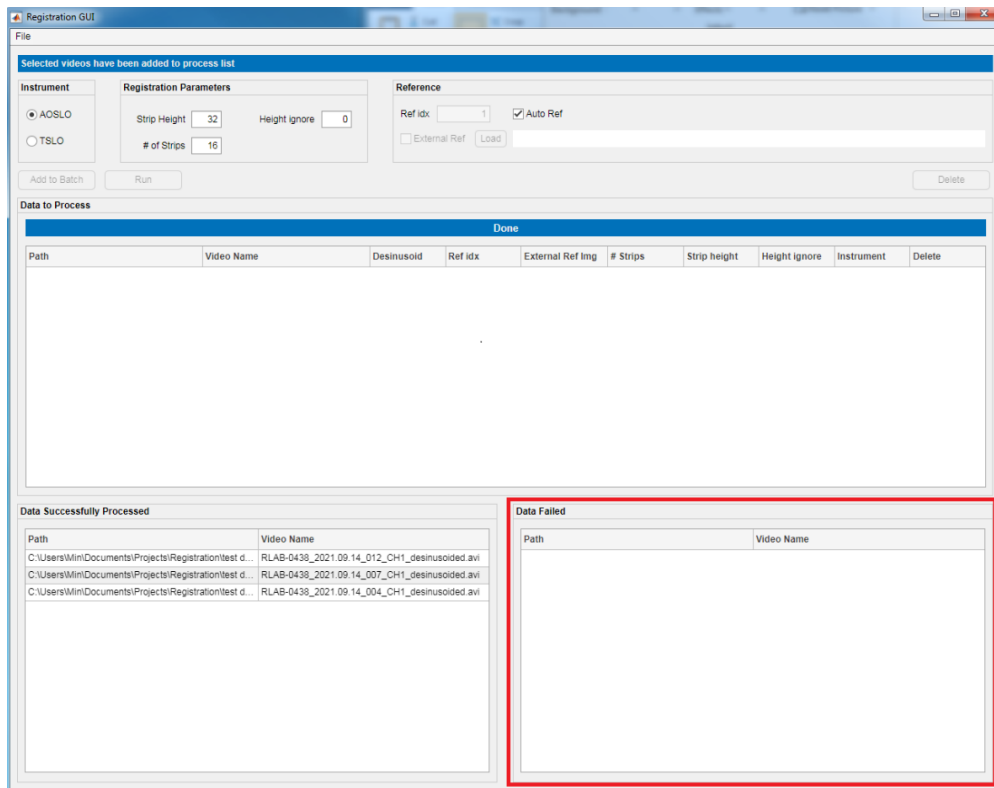 Registration GUI
File
Selected videos have been added to process list
Instrument
AOSLO
TSLO
Registration Parameters
Strip Height 32 Height ignore 0
# of Strips 16
Reference
Ref idx 1 Auto Ref
External Ref Load
Add to Batch Run Delete
Data to Process
Done
Path Video Name Desinusoid Ref idx External Ref Img # Strips Strip height Height ignore Instrument Delete
Data Successfully Processed
Path Video Name
C:\Users\Min\Documents\Projects\Registration\test d... RLAB-0438_2021.09.14_012_CH1_desinusoided.avi
C:\Users\Min\Documents\Projects\Registration\test d... RLAB-0438_2021.09.14_007_CH1_desinusoided.avi
C:\Users\Min\Documents\Projects\Registration\test d... RLAB-0438_2021.09.14_004_CH1_desinusoided.avi
Data Failed
Path Video Name